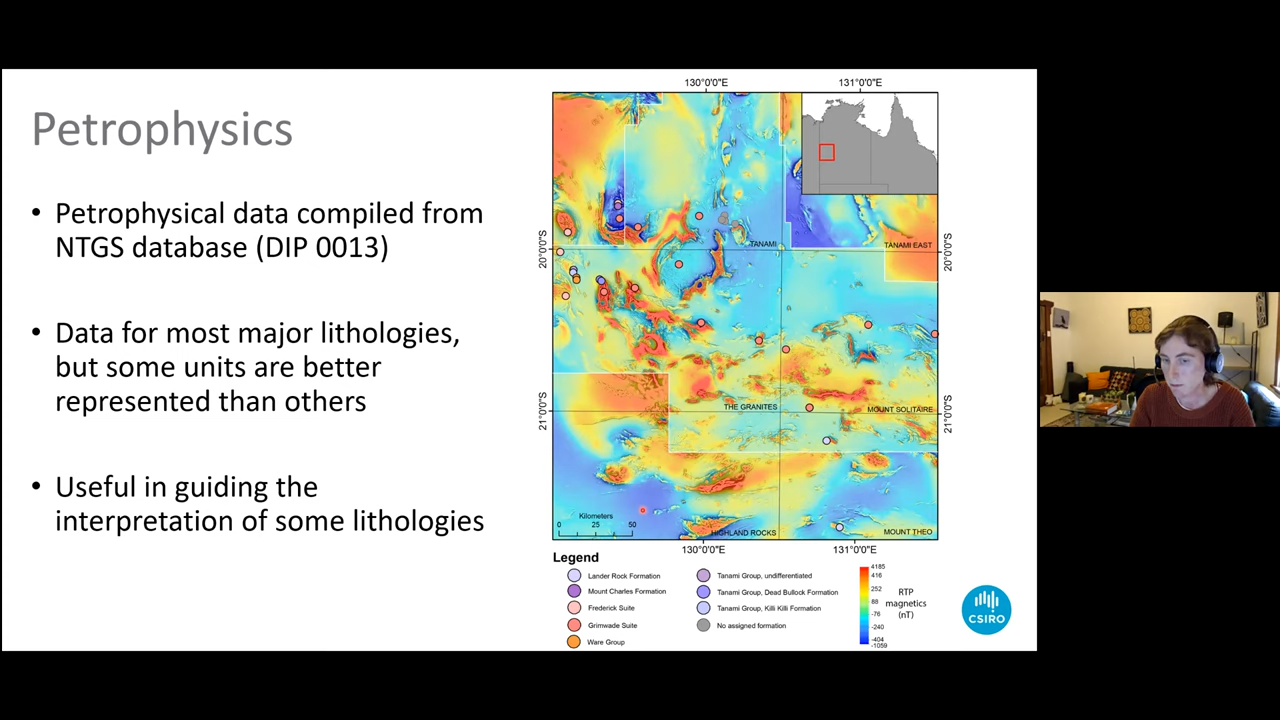 Petrophysics
• Petrophysical data compiled from
NTGS database (DIP 0013)
• Data for most major lithologies,
but some units are better
represented than others
• Useful in guiding the
interpretation of some lithologies
130°0'0"E
131°0'0"E
20°0'0"S
20°0'0"S
TANAMI
TANAMI EAST
21°0'0"S
21°0'0"S
THE GRANITES
MOUNT SOLITAIRE
Kilometers
0 25 50
HIGHLAND ROCKS
MOUNT THEO
130°0'0"E
131°0'0"E
Legend
Lander Rock Formation
Mount Charles Formation
Frederick Suite
Grimwade Suite
Ware Group
Tanami Group, undifferentiated
Tanami Group, Dead Bullock Formation
Tanami Group, Killi Killi Formation
No assigned formation
4185
416
252
88
-76
-240
-404
-1059
RTP
magnetics
(nT)
CSIRO